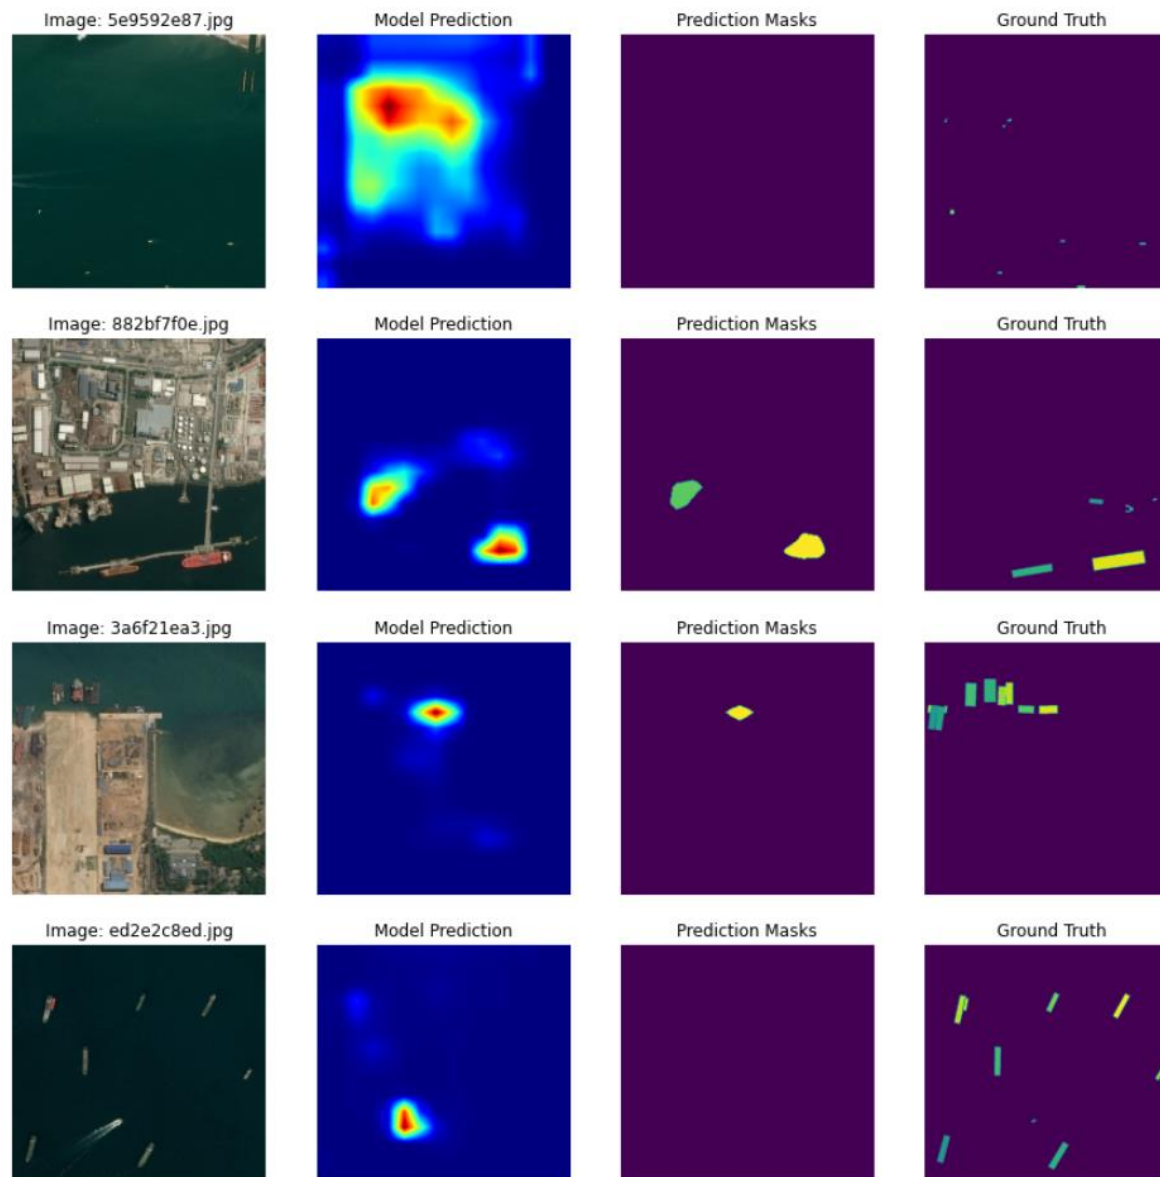 Image: 5e9592e87.jpg
Model Prediction
Prediction Masks
Ground Truth
Image: 882bf7f0e.jpg
Model Prediction
Prediction Masks
Ground Truth
Image: 3a6f21ea3.jpg
Model Prediction
Prediction Masks
Ground Truth
Image: ed2e2c8ed.jpg
Model Prediction
Prediction Masks
Ground Truth